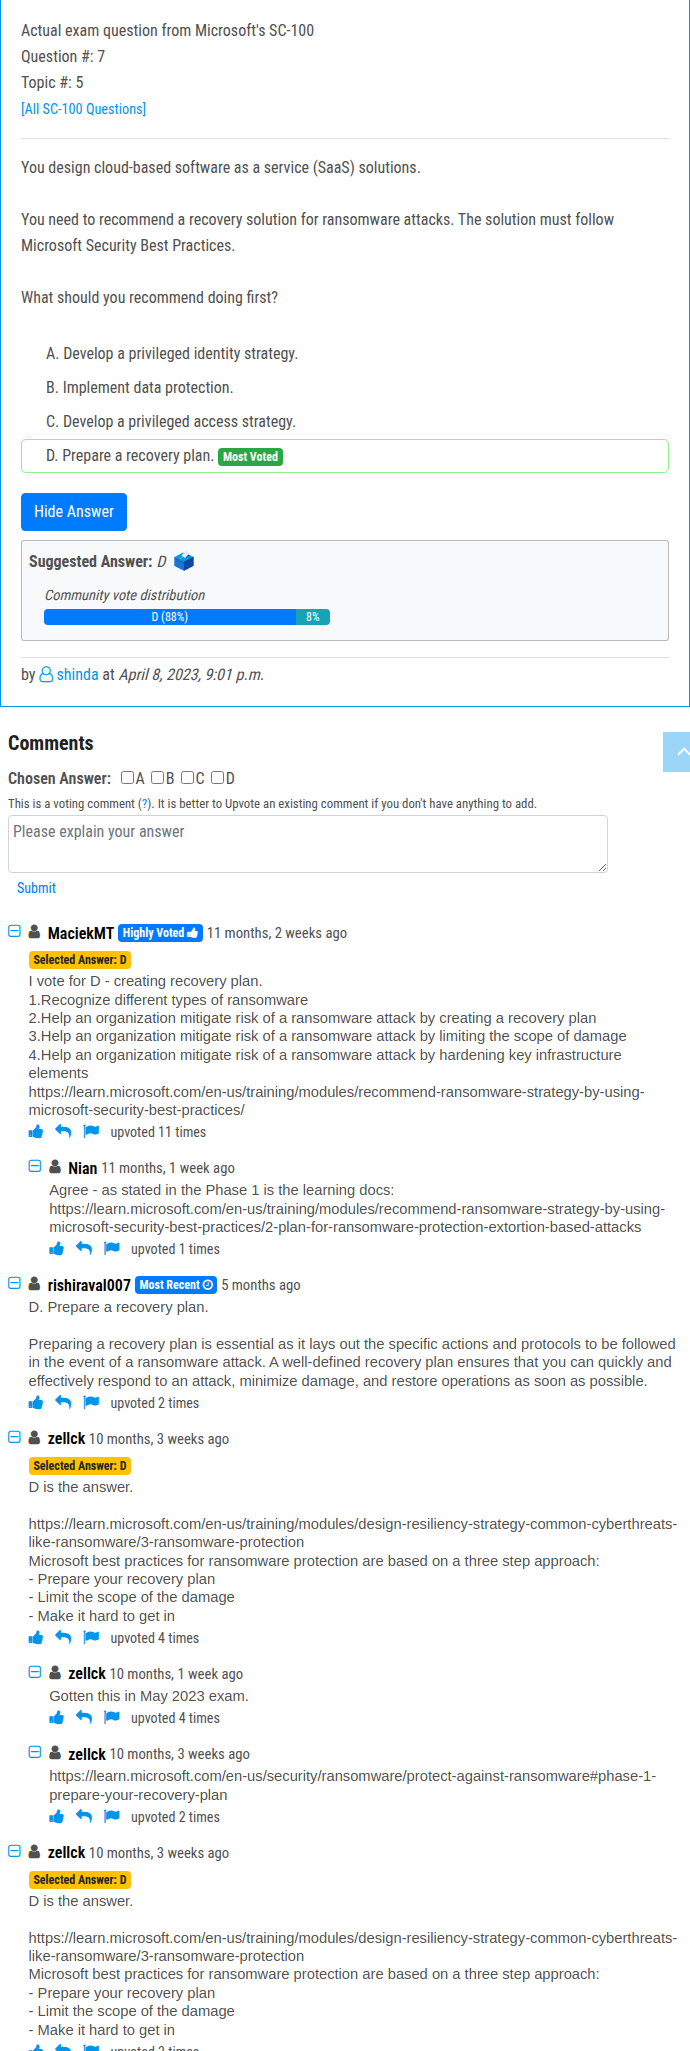 Actual exam question from Microsoft's SC-100
Question #: 7
Topic #: 5
[All SC-100 Questions]
You design cloud-based software as a service (SaaS) solutions.
You need to recommend a recovery solution for ransomware attacks. The solution must follow
Microsoft Security Best Practices.
What should you recommend doing first?
A. Develop a privileged identity strategy.
B. Implement data protection.
C. Develop a privileged access strategy.
D. Prepare a recovery plan. Most Voted
Hide Answer
Suggested Answer: D
Community vote distribution
D (88%) 8%
by shinda at April 8, 2023, 9:01 p.m.
Comments
Chosen Answer: A B C D
This is a voting comment (?). It is better to Upvote an existing comment if you don't have anything to add.
Please explain your answer
Submit
MaciekMT Highly Voted 11 months, 2 weeks ago
Selected Answer: D
I vote for D - creating recovery plan.
1.Recognize different types of ransomware
2.Help an organization mitigate risk of a ransomware attack by creating a recovery plan
3.Help an organization mitigate risk of a ransomware attack by limiting the scope of damage
4.Help an organization mitigate risk of a ransomware attack by hardening key infrastructure
elements
https://learn.microsoft.com/en-us/training/modules/recommend-ransomware-strategy-by-using-
microsoft-security-best-practices/
upvoted 11 times
Nian 11 months, 1 week ago
Agree - as stated in the Phase 1 is the learning docs:
https://learn.microsoft.com/en-us/training/modules/recommend-ransomware-strategy-by-using-
microsoft-security-best-practices/2-plan-for-ransomware-protection-extortion-based-attacks
upvoted 1 times
rishiraval007 Most Recent 5 months ago
D. Prepare a recovery plan.
Preparing a recovery plan is essential as it lays out the specific actions and protocols to be followed
in the event of a ransomware attack. A well-defined recovery plan ensures that you can quickly and
effectively respond to an attack, minimize damage, and restore operations as soon as possible.
upvoted 2 times
zellck 10 months, 3 weeks ago
Selected Answer: D
D is the answer.
https://learn.microsoft.com/en-us/training/modules/design-resiliency-strategy-common-cyberthreats-
like-ransomware/3-ransomware-protection
Microsoft best practices for ransomware protection are based on a three step approach:
- Prepare your recovery plan
- Limit the scope of the damage
- Make it hard to get in
upvoted 4 times
zellck 10 months, 1 week ago
Gotten this in May 2023 exam.
upvoted 4 times
zellck 10 months, 3 weeks ago
https://learn.microsoft.com/en-us/security/ransomware/protect-against-ransomware#phase-1-
prepare-your-recovery-plan
upvoted 2 times
zellck 10 months, 3 weeks ago
Selected Answer: D
D is the answer.
https://learn.microsoft.com/en-us/training/modules/design-resiliency-strategy-common-cyberthreats-
like-ransomware/3-ransomware-protection
Microsoft best practices for ransomware protection are based on a three step approach:
- Prepare your recovery plan
- Limit the scope of the damage
- Make it hard to get in